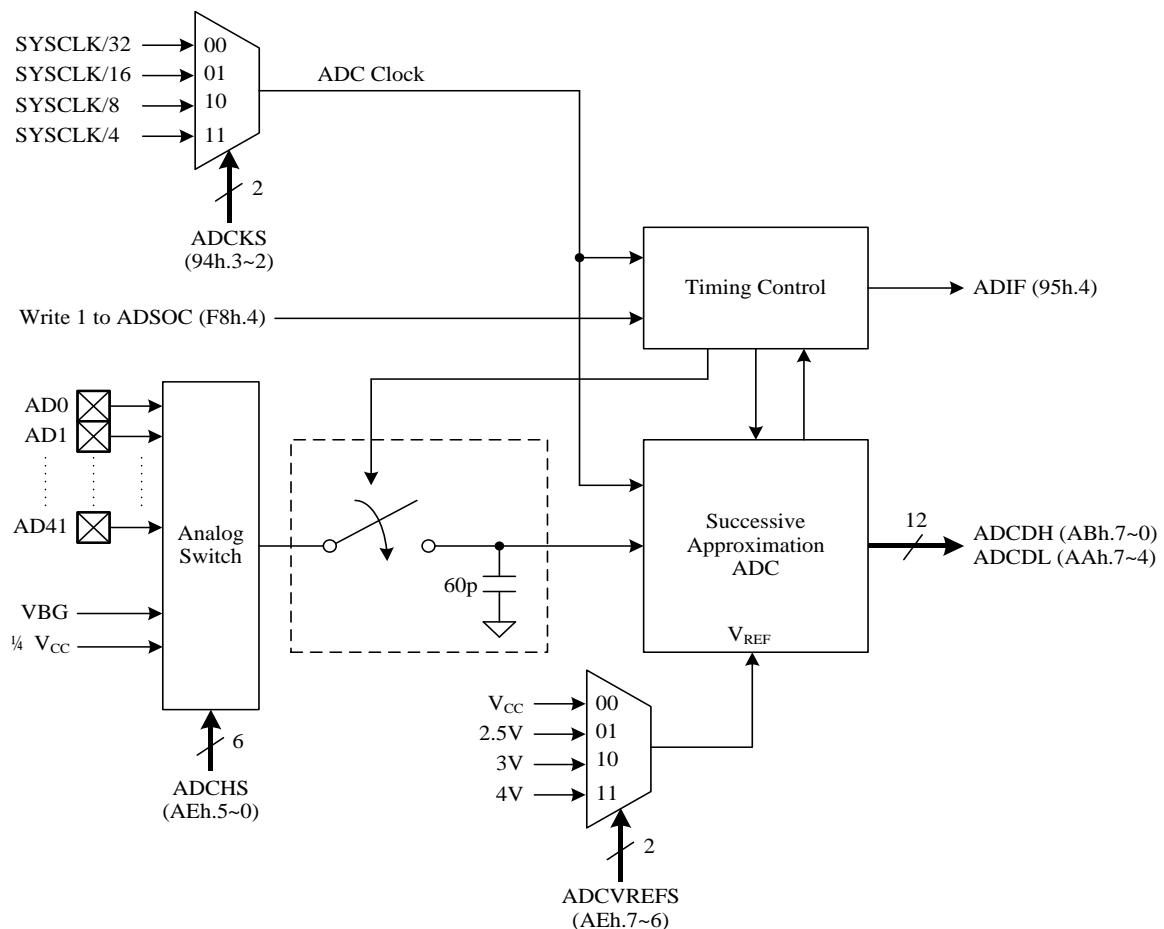 SYSCLK/32
00
SYSCLK/16
01
ADC Clock
SYSCLK/8
10
SYSCLK/4
11
2
ADCKS
(94h.3~2)
Timing Control
ADIF (95h.4)
Write 1 to ADSOC (F8h.4)
AD0
AD1
AD41
Analog
Switch
60p
Successive
Approximation
ADC
12
ADCDH (ABh.7~0)
ADCDL (AAh.7~4)
VBG
¼ VCC
VREF
6
ADCHS
(AEh.5~0)
VCC
00
2.5V
01
3V
10
4V
11
2
ADCVREFS
(AEh.7~6)